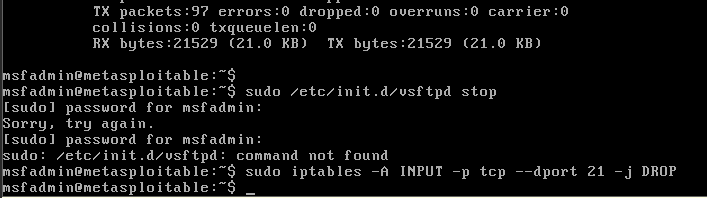 TX packets:97 errors:0 dropped:0 overruns:0 carrier:0
collisions:0 txqueuelen:0
RX bytes:21529 (21.0 KB)  TX bytes:21529 (21.0 KB)
msfadmin@metasploitable:~$
msfadmin@metasploitable:~$ sudo /etc/init.d/vsftpd stop
[sudo] password for msfadmin:
Sorry, try again.
[sudo] password for msfadmin:
sudo: /etc/init.d/vsftpd: command not found
msfadmin@metasploitable:~$ sudo iptables -A INPUT -p tcp --dport 21 -j DROP
msfadmin@metasploitable:~$ _